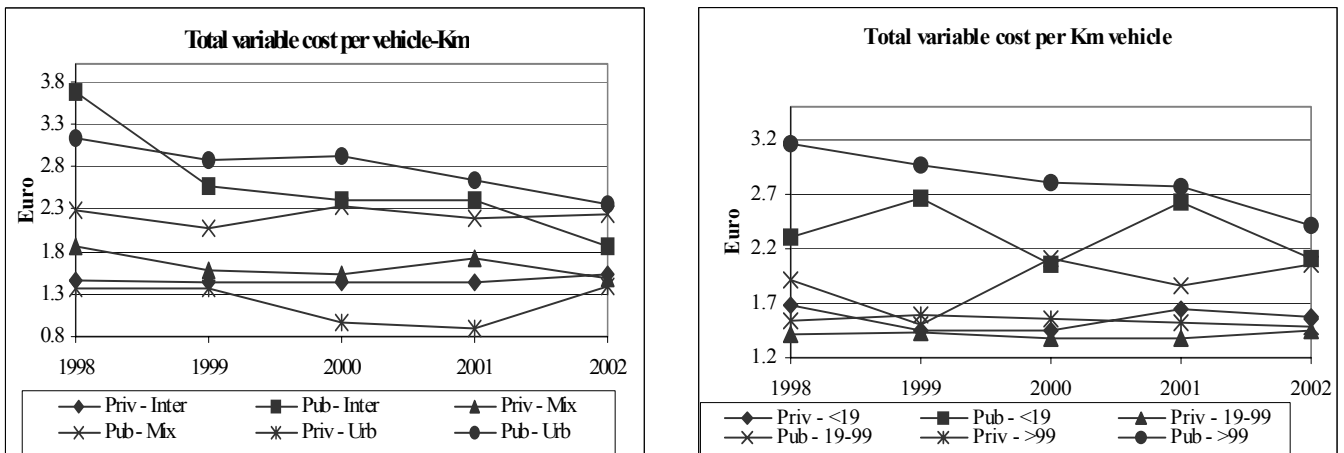 Total variable cost per vehicle-Km
Euro
3.8
3.3
2.8
2.3
1.8
1.3
0.8
1998 1999 2000 2001 2002
Priv - Inter Pub - Inter Priv - Mix
Pub - Mix Priv - Urb Pub - Urb
Total variable cost per Km vehicle
Euro
3.2
2.7
2.2
1.7
1.2
1998 1999 2000 2001 2002
Priv - <19 Pub - <19 Priv - 19-99
Pub - 19-99 Priv - >99 Pub - >99